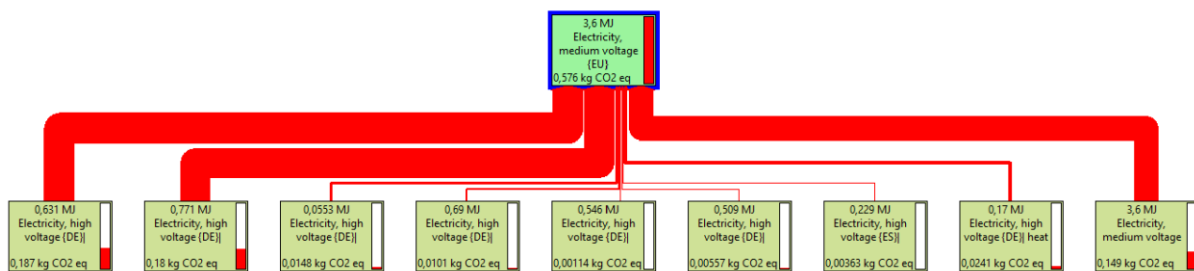 3,6 MJ
Electricity,
medium voltage
{EU}
0,576 kg CO2 eq
0,631 MJ
Electricity, high
voltage {DE}|
0,187 kg CO2 eq
0,771 MJ
Electricity, high
voltage {DE}|
0,18 kg CO2 eq
0,0553 MJ
Electricity, high
voltage {DE}|
0,0148 kg CO2 eq
0,69 MJ
Electricity, high
voltage {DE}|
0,0101 kg CO2 eq
0,546 MJ
Electricity, high
voltage {DE}|
0,00114 kg CO2 eq
0,509 MJ
Electricity, high
voltage {DE}|
0,00557 kg CO2 eq
0,229 MJ
Electricity, high
voltage {ES}|
0,00363 kg CO2 eq
0,17 MJ
Electricity, high
voltage {DE}| heat
0,0241 kg CO2 eq
3,6 MJ
Electricity,
medium voltage
0,149 kg CO2 eq